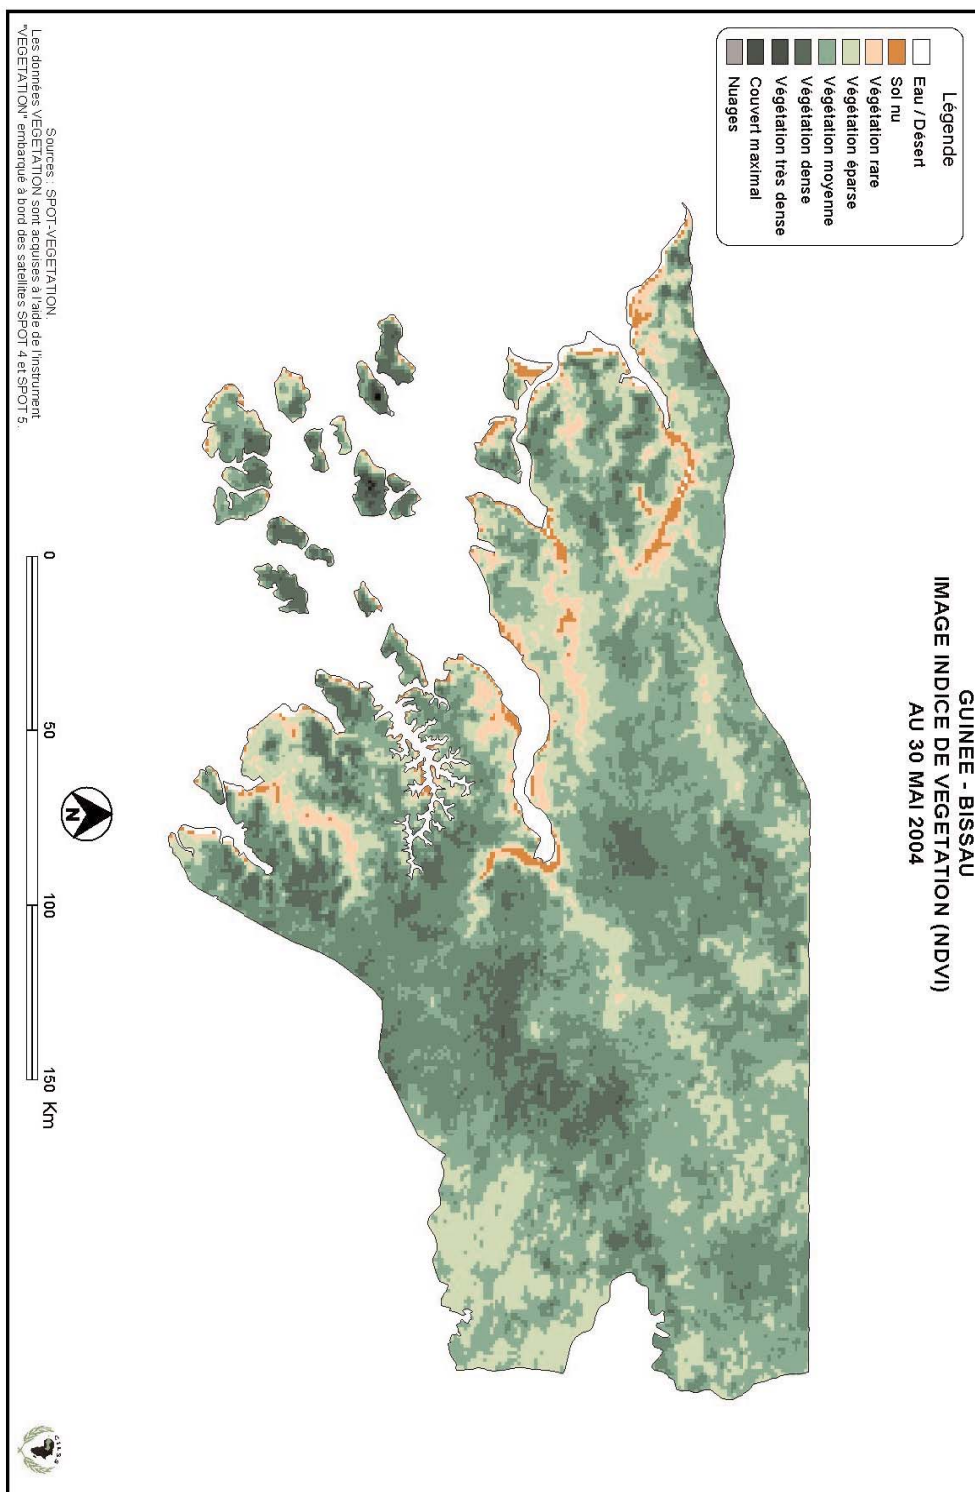 GUINEE - BISSAU
IMAGE INDICE DE VEGETATION (NDVI)
AU 30 MAI 2004
Légende
Eau / Désert
Sol nu
Végétation rare
Végétation éparse
Végétation moyenne
Végétation dense
Végétation très dense
Couvert maximal
Nuages
N
0 50 100 150 Km
Sources : SPOT-VEGETATION.
Les données VEGETATION sont acquises à l'aide de l'instrument
"VEGETATION" embarqué à bord des satellites SPOT 4 et SPOT 5.